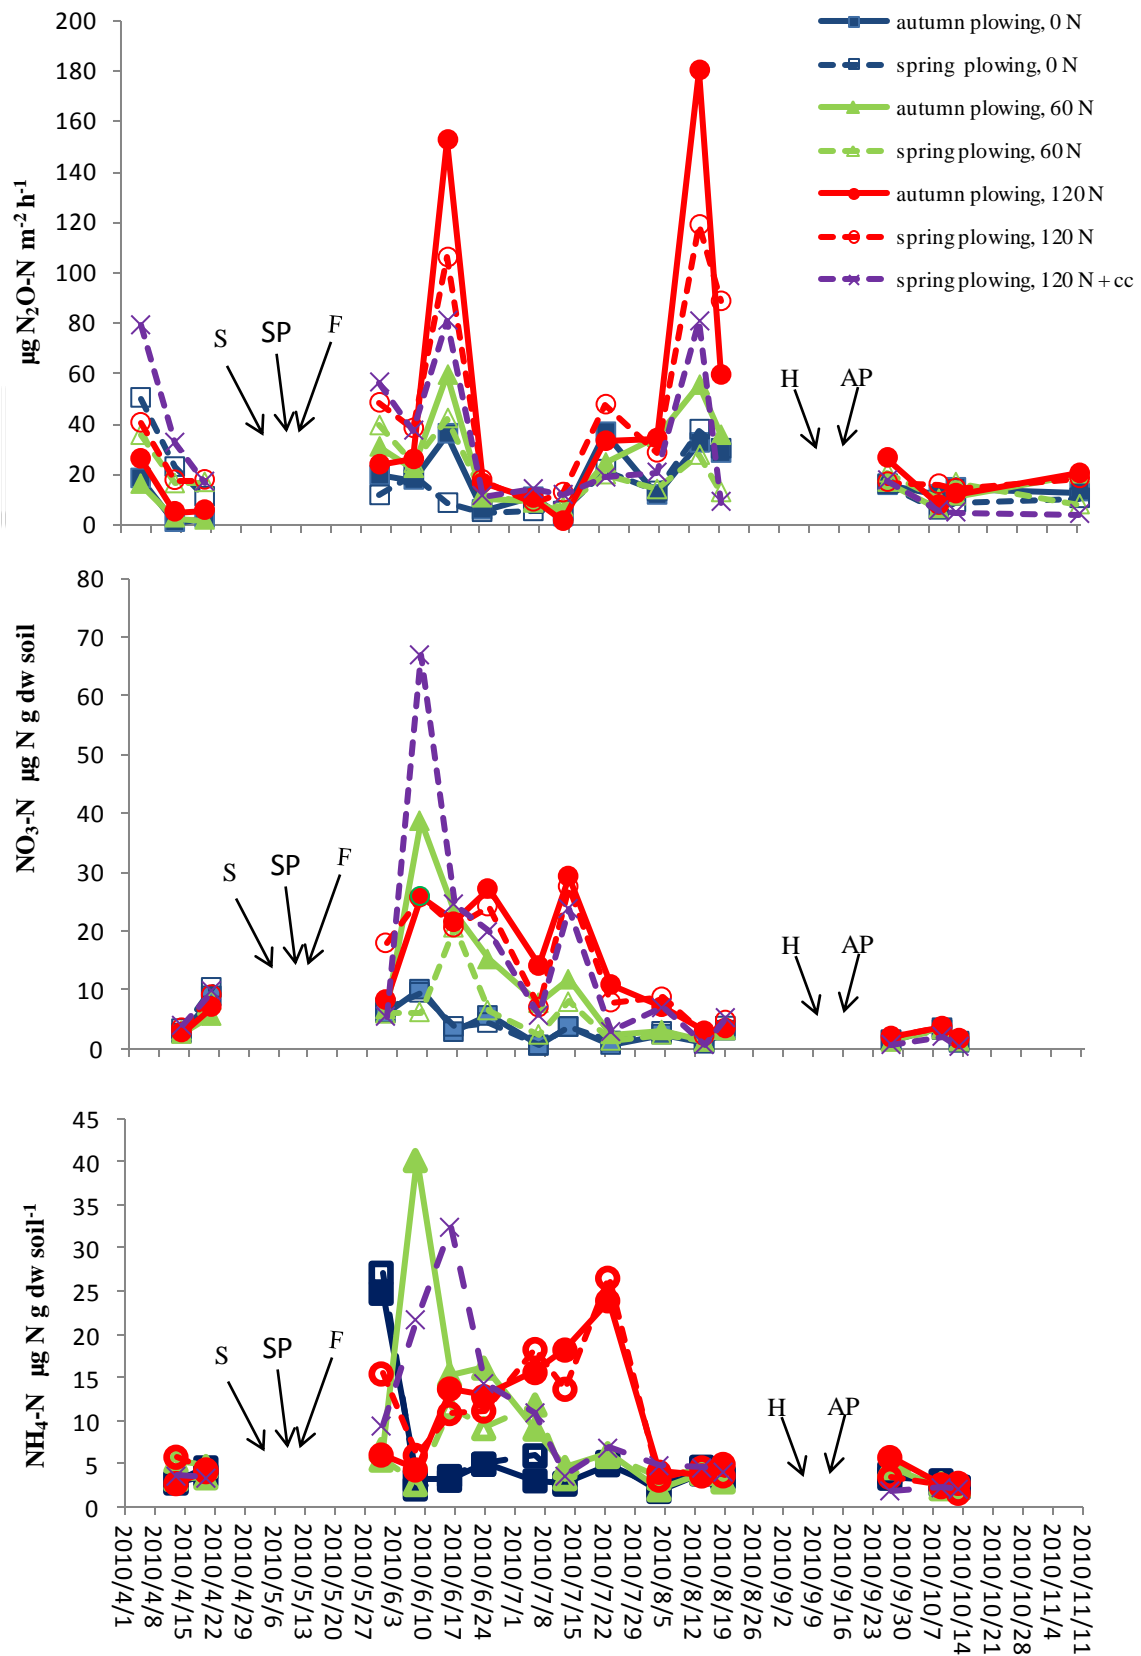 200
180
160
140
120
100
80
60
40
20
0
µg N₂O-N m⁻² h⁻¹
autumn plowing, 0 N
spring plowing, 0 N
autumn plowing, 60 N
spring plowing, 60 N
autumn plowing, 120 N
spring plowing, 120 N
spring plowing, 120 N + cc
S
SP
F
H
AP
80
70
60
50
40
30
20
10
0
NO₃-N µg N g dw soil
S
SP
F
H
AP
45
40
35
30
25
20
15
10
5
0
NH₄-N µg N g dw soil⁻¹
S
SP
F
H
AP
2010/4/1
2010/4/8
2010/4/15
2010/4/22
2010/4/29
2010/5/6
2010/5/13
2010/5/20
2010/5/27
2010/6/3
2010/6/10
2010/6/17
2010/6/24
2010/7/1
2010/7/8
2010/7/15
2010/7/22
2010/7/29
2010/8/5
2010/8/12
2010/8/19
2010/8/26
2010/9/2
2010/9/9
2010/9/16
2010/9/23
2010/9/30
2010/10/7
2010/10/14
2010/10/21
2010/10/28
2010/11/4
2010/11/11